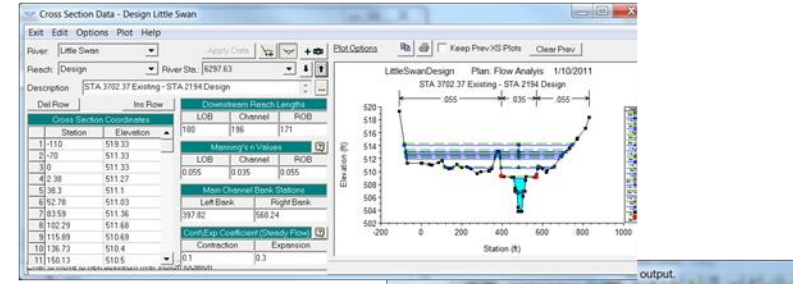 Cross Section Data - Design Little Swan
Exit Edit Options Plot Help
River: Little Swan Apply Data Plot Options Keep Prev XS Plots Clear Prev
Reach: Design River Sta.: 6297.63
Description STA 3702.37 Existing - STA 2194 Design
Del Row Ins Row
Cross Section Coordinates
Station Elevation
1 -110 519.33
2 -70 511.33
3 0 511.33
4 2.38 511.27
5 38.3 511.1
6 52.78 511.03
7 83.59 511.36
8 102.29 511.68
9 115.89 510.69
10 136.73 510.4
11 150.13 510.5
Downstream Reach Lengths
LOB Channel ROB
180 196 171
Manning's n Values
LOB Channel ROB
0.055 0.035 0.055
Main Channel Bank Stations
Left Bank Right Bank
397.82 568.24
Cont\Exp Coefficient (Steady Flow)
Contraction Expansion
0.1 0.3
LittleSwanDesign Plan: Flow Analyis 1/10/2011
STA 3702.37 Existing - STA 2194 Design
.055 .035 .055
Elevation (ft)
520
518
516
514
512
510
508
506
504
502
-200 0 200 400 600 800 1000
Station (ft)
output.